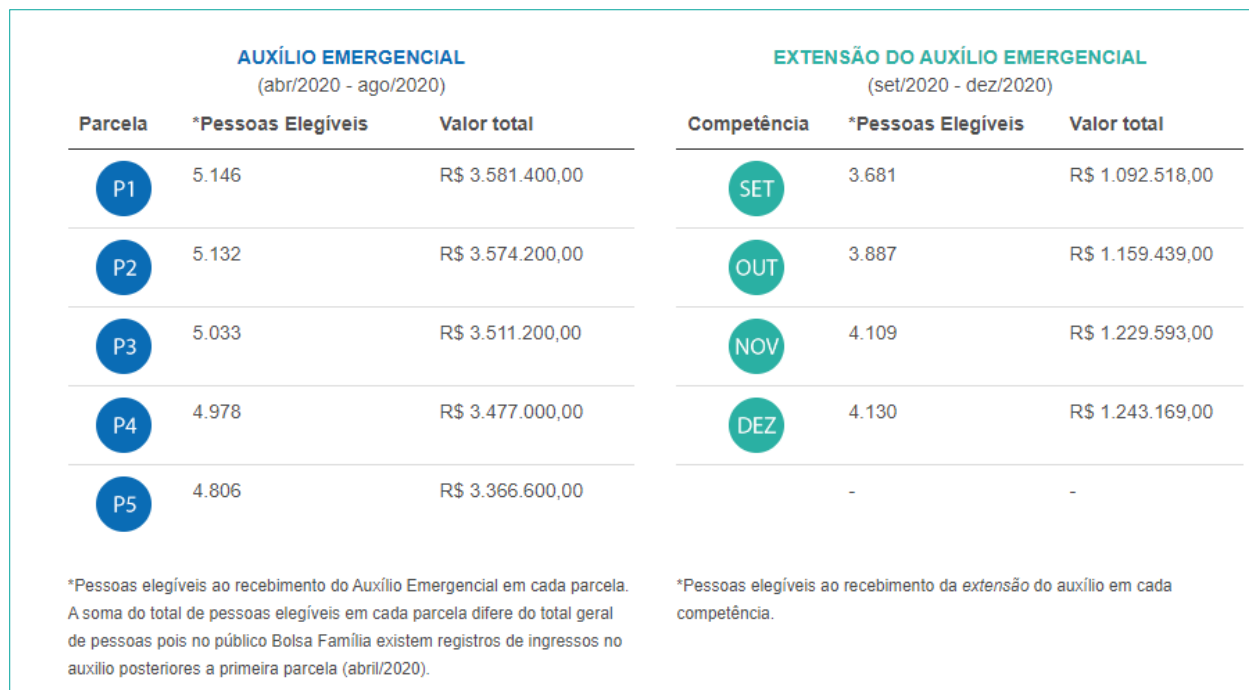 AUXÍLIO EMERGENCIAL
(abr/2020 - ago/2020)
Parcela *Pessoas Elegíveis Valor total
P1 5.146 R$ 3.581.400,00
P2 5.132 R$ 3.574.200,00
P3 5.033 R$ 3.511.200,00
P4 4.978 R$ 3.477.000,00
P5 4.806 R$ 3.366.600,00
*Pessoas elegíveis ao recebimento do Auxílio Emergencial em cada parcela.
A soma do total de pessoas elegíveis em cada parcela difere do total geral
de pessoas pois no público Bolsa Família existem registros de ingressos no
auxilio posteriores a primeira parcela (abril/2020).
EXTENSÃO DO AUXÍLIO EMERGENCIAL
(set/2020 - dez/2020)
Competência *Pessoas Elegíveis Valor total
SET 3.681 R$ 1.092.518,00
OUT 3.887 R$ 1.159.439,00
NOV 4.109 R$ 1.229.593,00
DEZ 4.130 R$ 1.243.169,00
- -
*Pessoas elegíveis ao recebimento da extensão do auxílio em cada
competência.